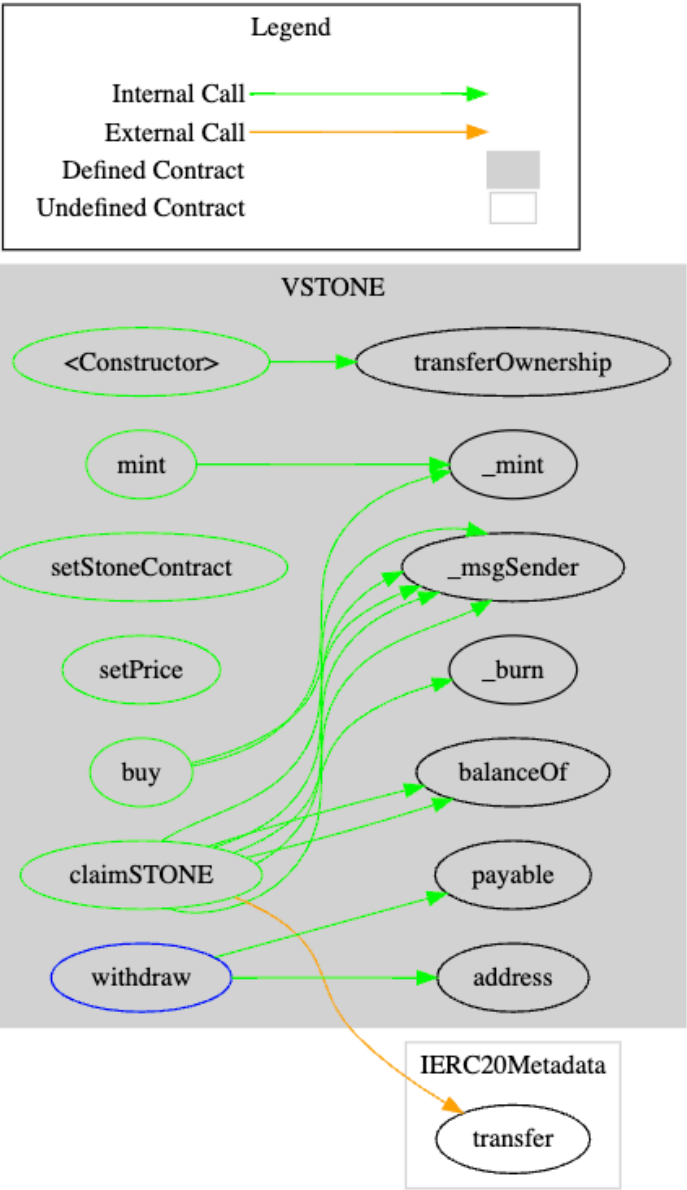 Legend
Internal Call
External Call
Defined Contract
Undefined Contract
VSTONE
<Constructor>
transferOwnership
mint
_mint
setStoneContract
_msgSender
setPrice
_burn
buy
balanceOf
claimSTONE
payable
withdraw
address
IERC20Metadata
transfer